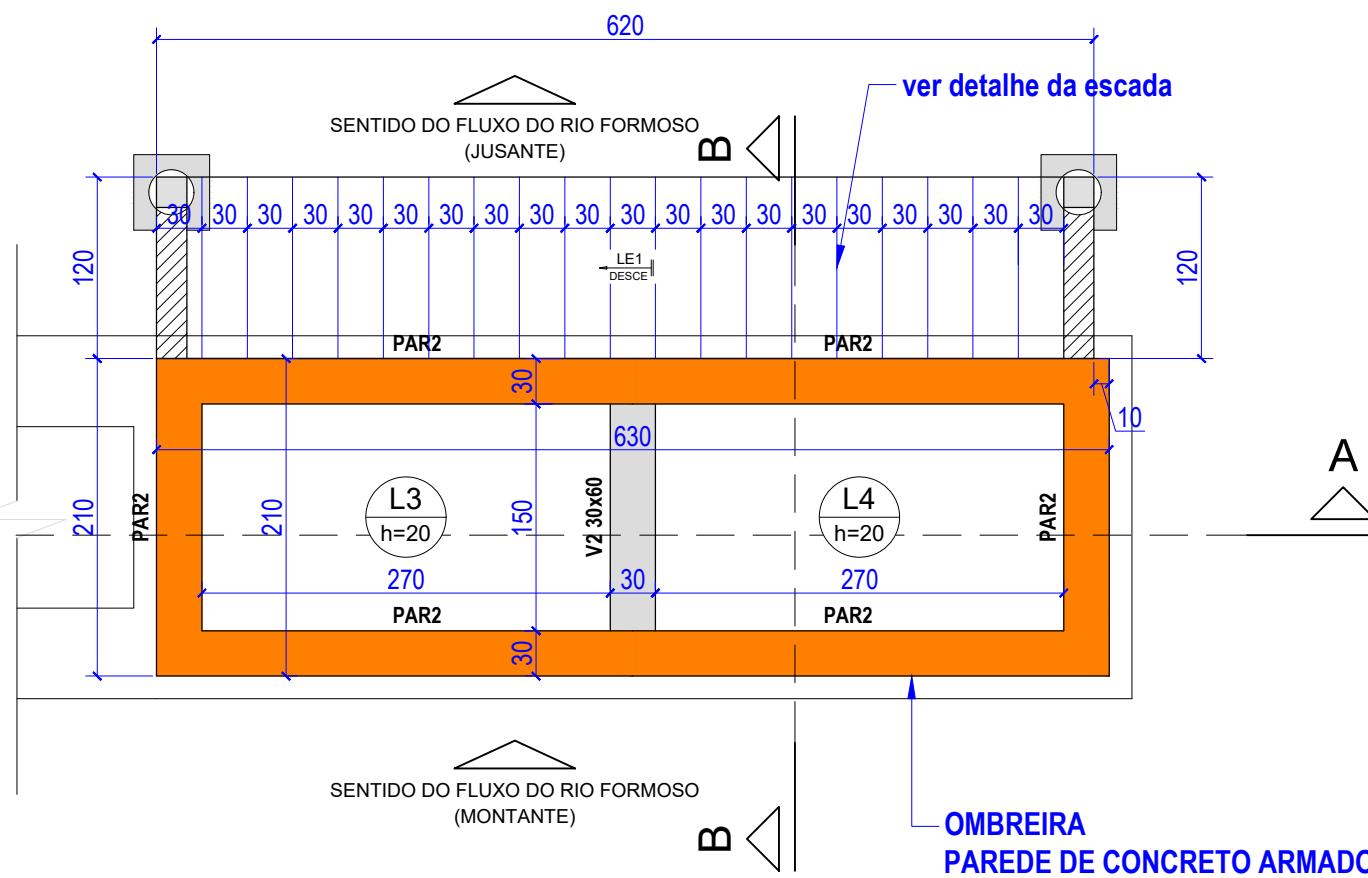 620
ver detalhe da escada
SENTIDO DO FLUXO DO RIO FORMOSO
(JUSANTE)
B
30 30 30 30 30 30 30 30 30 30 30 30 30 30 30 30 30 30 30 30
120
LE1
DESCE
120
PAR2
PAR2
30
10
630
A
PAR2
210
210
L3
h=20
150
V2 30x60
L4
h=20
PAR2
270
30
270
PAR2
PAR2
30
SENTIDO DO FLUXO DO RIO FORMOSO
(MONTANTE)
B
OMBREIRA
PAREDE DE CONCRETO ARMADO